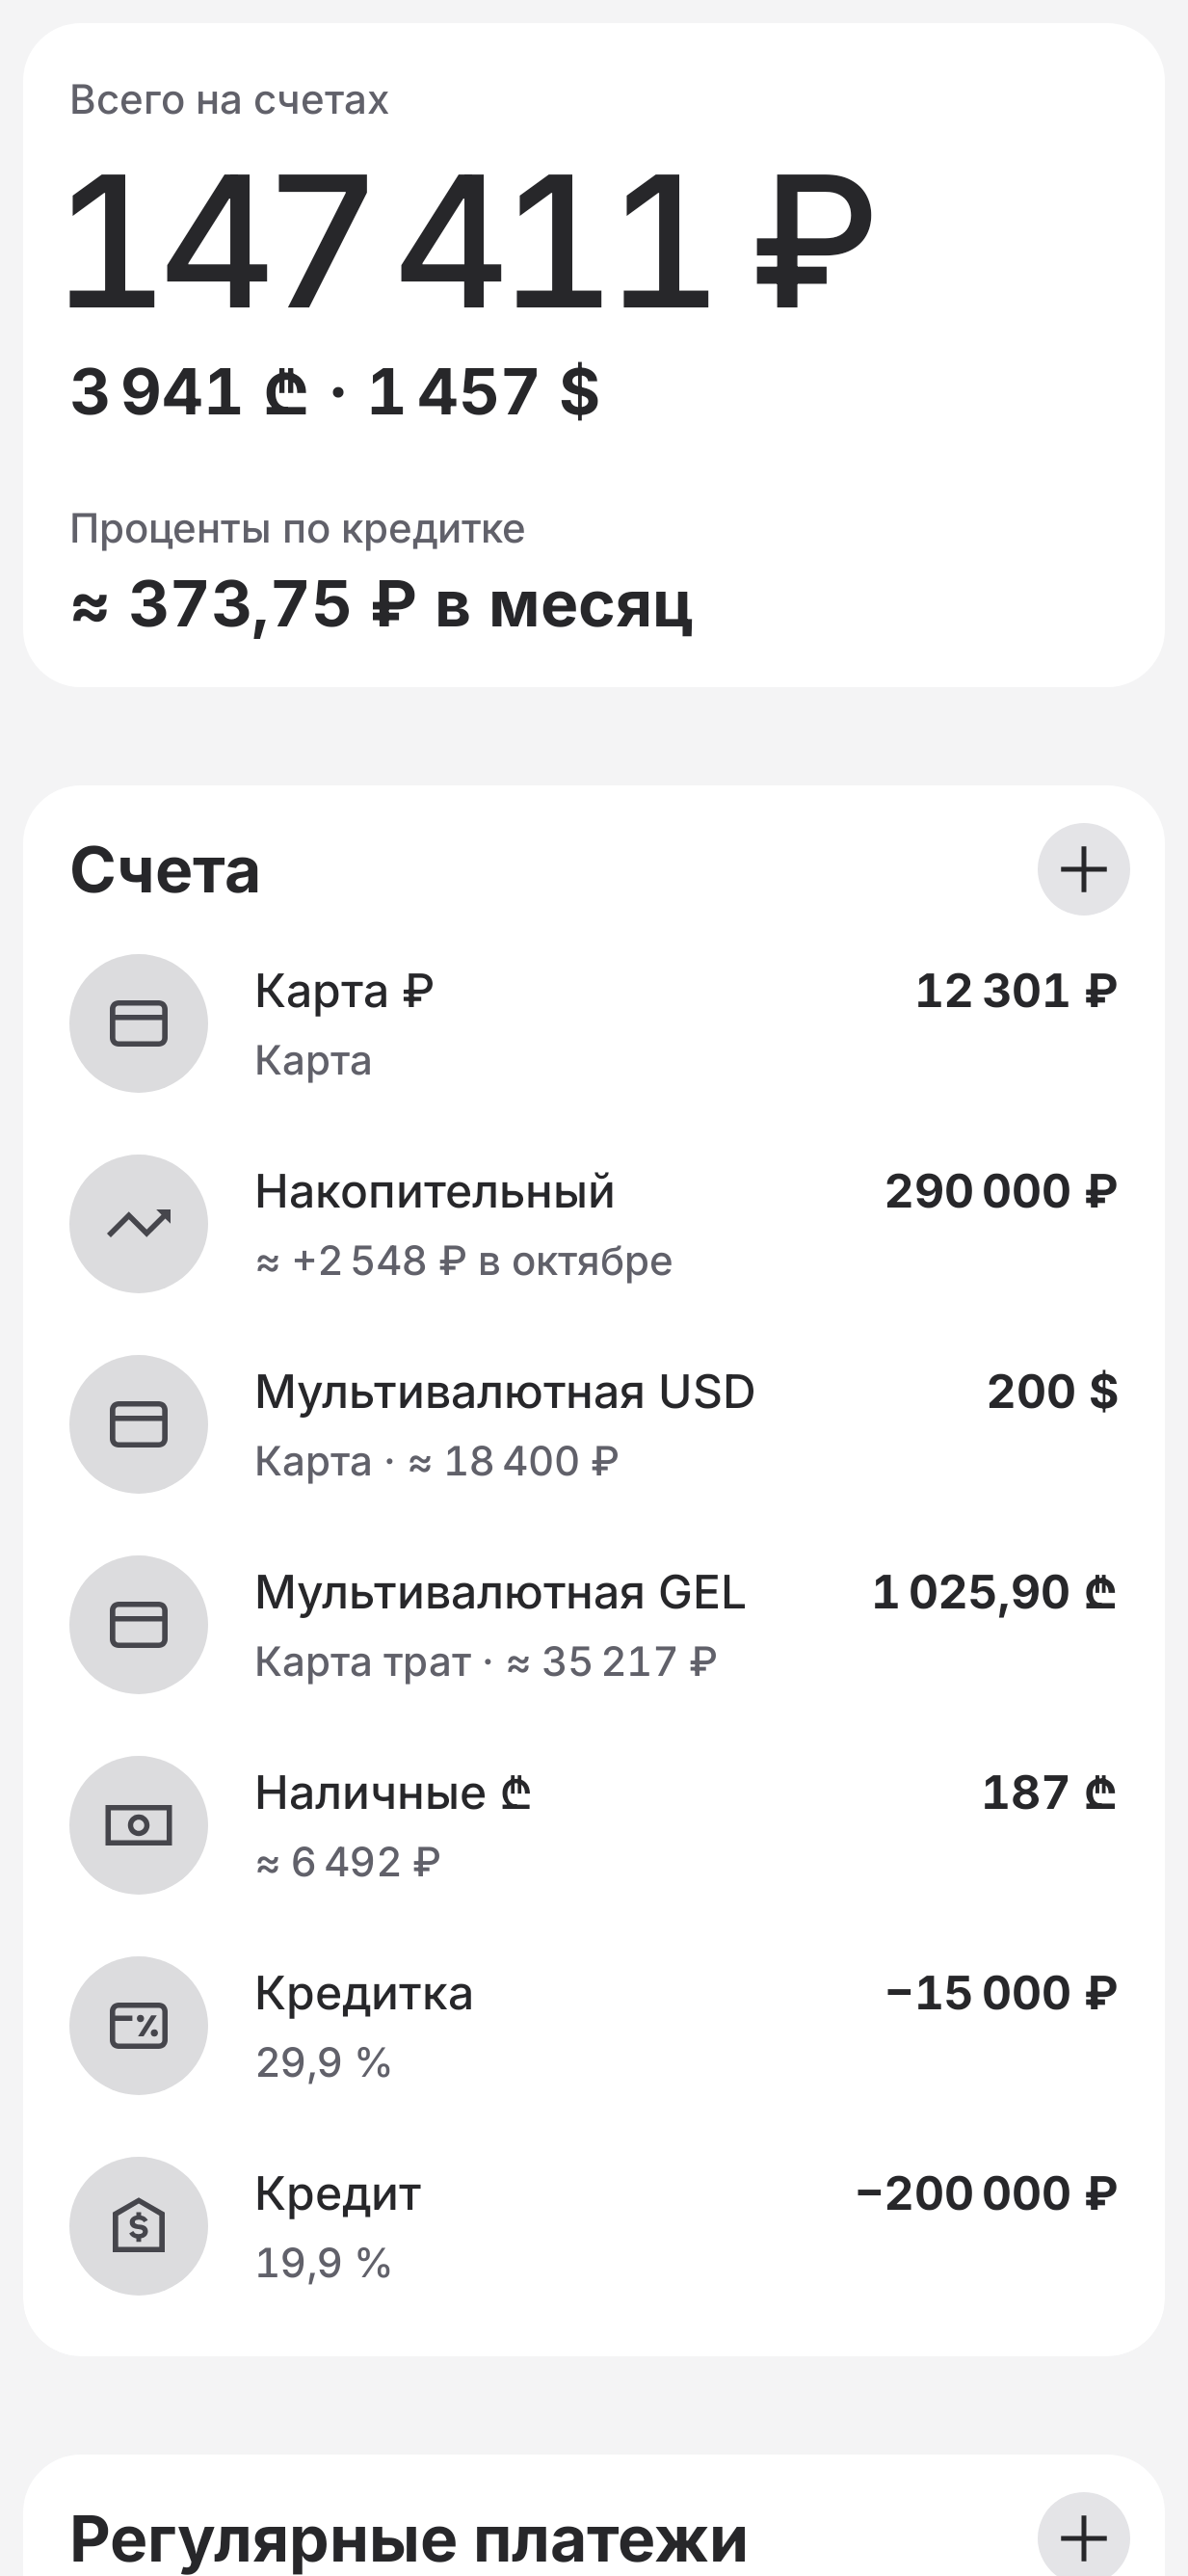 Всего на счетах
147 411 ₽
3 941 ₾ · 1 457 $
Проценты по кредитке
≈ 373,75 ₽ в месяц
Счета
Карта ₽
12 301 ₽
Карта
Накопительный
290 000 ₽
≈ +2 548 ₽ в октябре
Мультивалютная USD
200 $
Карта · ≈ 18 400 ₽
Мультивалютная GEL
1 025,90 ₾
Карта трат · ≈ 35 217 ₽
Наличные ₾
187 ₾
≈ 6 492 ₽
Кредитка
−15 000 ₽
29,9 %
Кредит
−200 000 ₽
19,9 %
Регулярные платежи